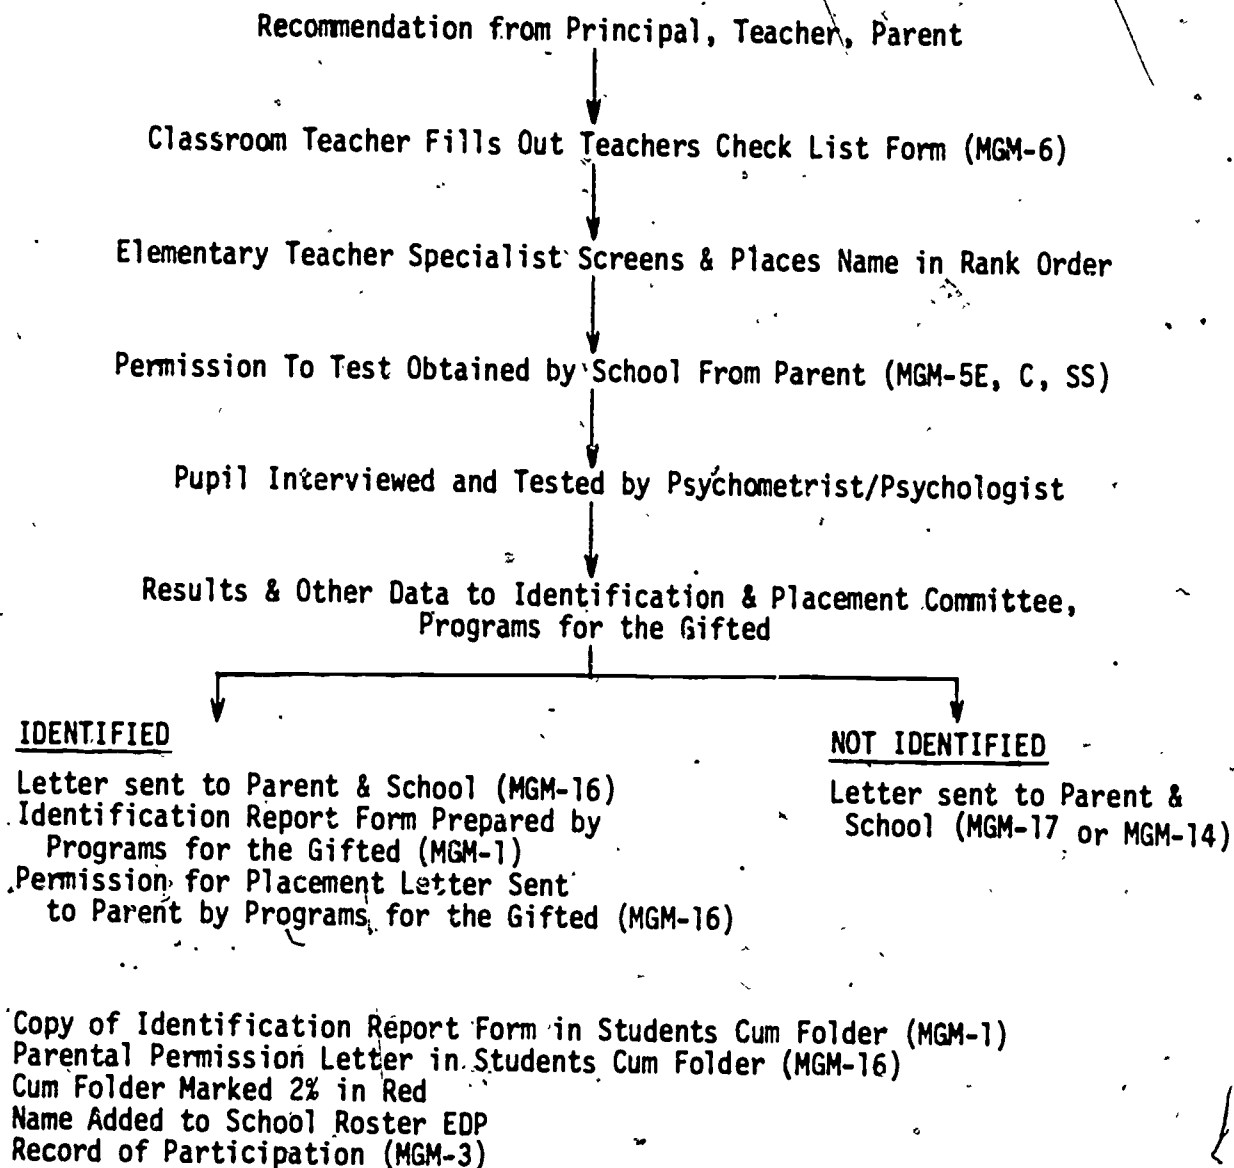 Recommendation from Principal, Teacher, Parent
Classroom Teacher Fills Out Teachers Check List Form (MGM-6)
Elementary Teacher Specialist Screens & Places Name in Rank Order
Permission To Test Obtained by School From Parent (MGM-5E, C, SS)
Pupil Interviewed and Tested by Psychometrist/Psychologist
Results & Other Data to Identification & Placement Committee,
Programs for the Gifted
IDENTIFIED
Letter sent to Parent & School (MGM-16)
Identification Report Form Prepared by
Programs for the Gifted (MGM-1)
Permission for Placement Letter Sent
to Parent by Programs for the Gifted (MGM-16)
NOT IDENTIFIED
Letter sent to Parent &
School (MGM-17 or MGM-14)
Copy of Identification Report Form in Students Cum Folder (MGM-1)
Parental Permission Letter in Students Cum Folder (MGM-16)
Cum Folder Marked 2% in Red
Name Added to School Roster EDP
Record of Participation (MGM-3)